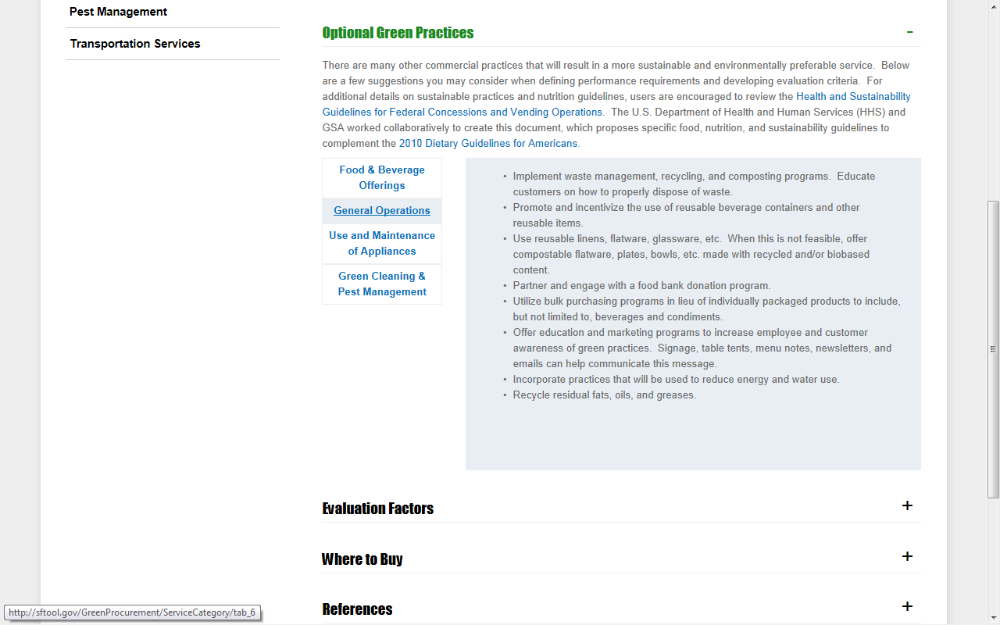 Pest Management
Transportation Services
Optional Green Practices
–
There are many other commercial practices that will result in a more sustainable and environmentally preferable service.  Below
are a few suggestions you may consider when defining performance requirements and developing evaluation criteria.  For
additional details on sustainable practices and nutrition guidelines, users are encouraged to review the Health and Sustainability
Guidelines for Federal Concessions and Vending Operations.  The U.S. Department of Health and Human Services (HHS) and
GSA worked collaboratively to create this document, which proposes specific food, nutrition, and sustainability guidelines to
complement the 2010 Dietary Guidelines for Americans.
Food & Beverage
Offerings
General Operations
Use and Maintenance
of Appliances
Green Cleaning &
Pest Management
• Implement waste management, recycling, and composting programs.  Educate
customers on how to properly dispose of waste.
• Promote and incentivize the use of reusable beverage containers and other
reusable items.
• Use reusable linens, flatware, glassware, etc.  When this is not feasible, offer
compostable flatware, plates, bowls, etc. made with recycled and/or biobased
content.
• Partner and engage with a food bank donation program.
• Utilize bulk purchasing programs in lieu of individually packaged products to include,
but not limited to, beverages and condiments.
• Offer education and marketing programs to increase employee and customer
awareness of green practices.  Signage, table tents, menu notes, newsletters, and
emails can help communicate this message.
• Incorporate practices that will be used to reduce energy and water use.
• Recycle residual fats, oils, and greases.
Evaluation Factors +
Where to Buy +
References +
http://sftool.gov/GreenProcurement/ServiceCategory/tab_6